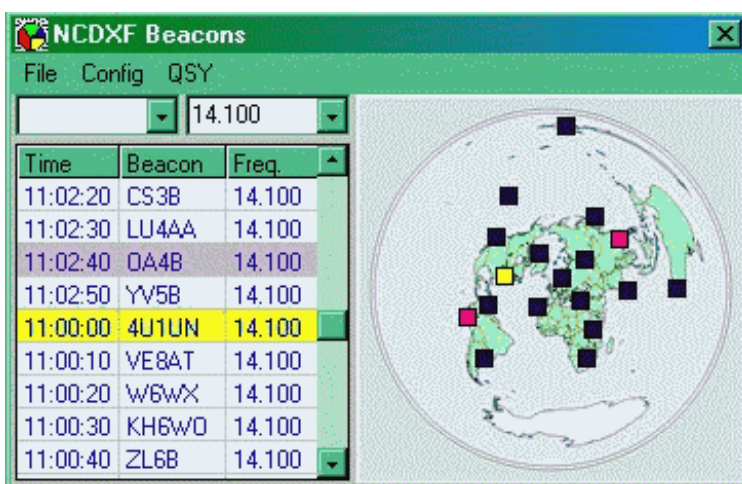 NCDXF Beacons
File Config QSY
14.100
Time Beacon Freq.
11:02:20 CS3B 14.100
11:02:30 LU4AA 14.100
11:02:40 OA4B 14.100
11:02:50 YV5B 14.100
11:00:00 4U1UN 14.100
11:00:10 VE8AT 14.100
11:00:20 W6WX 14.100
11:00:30 KH6WO 14.100
11:00:40 ZL6B 14.100